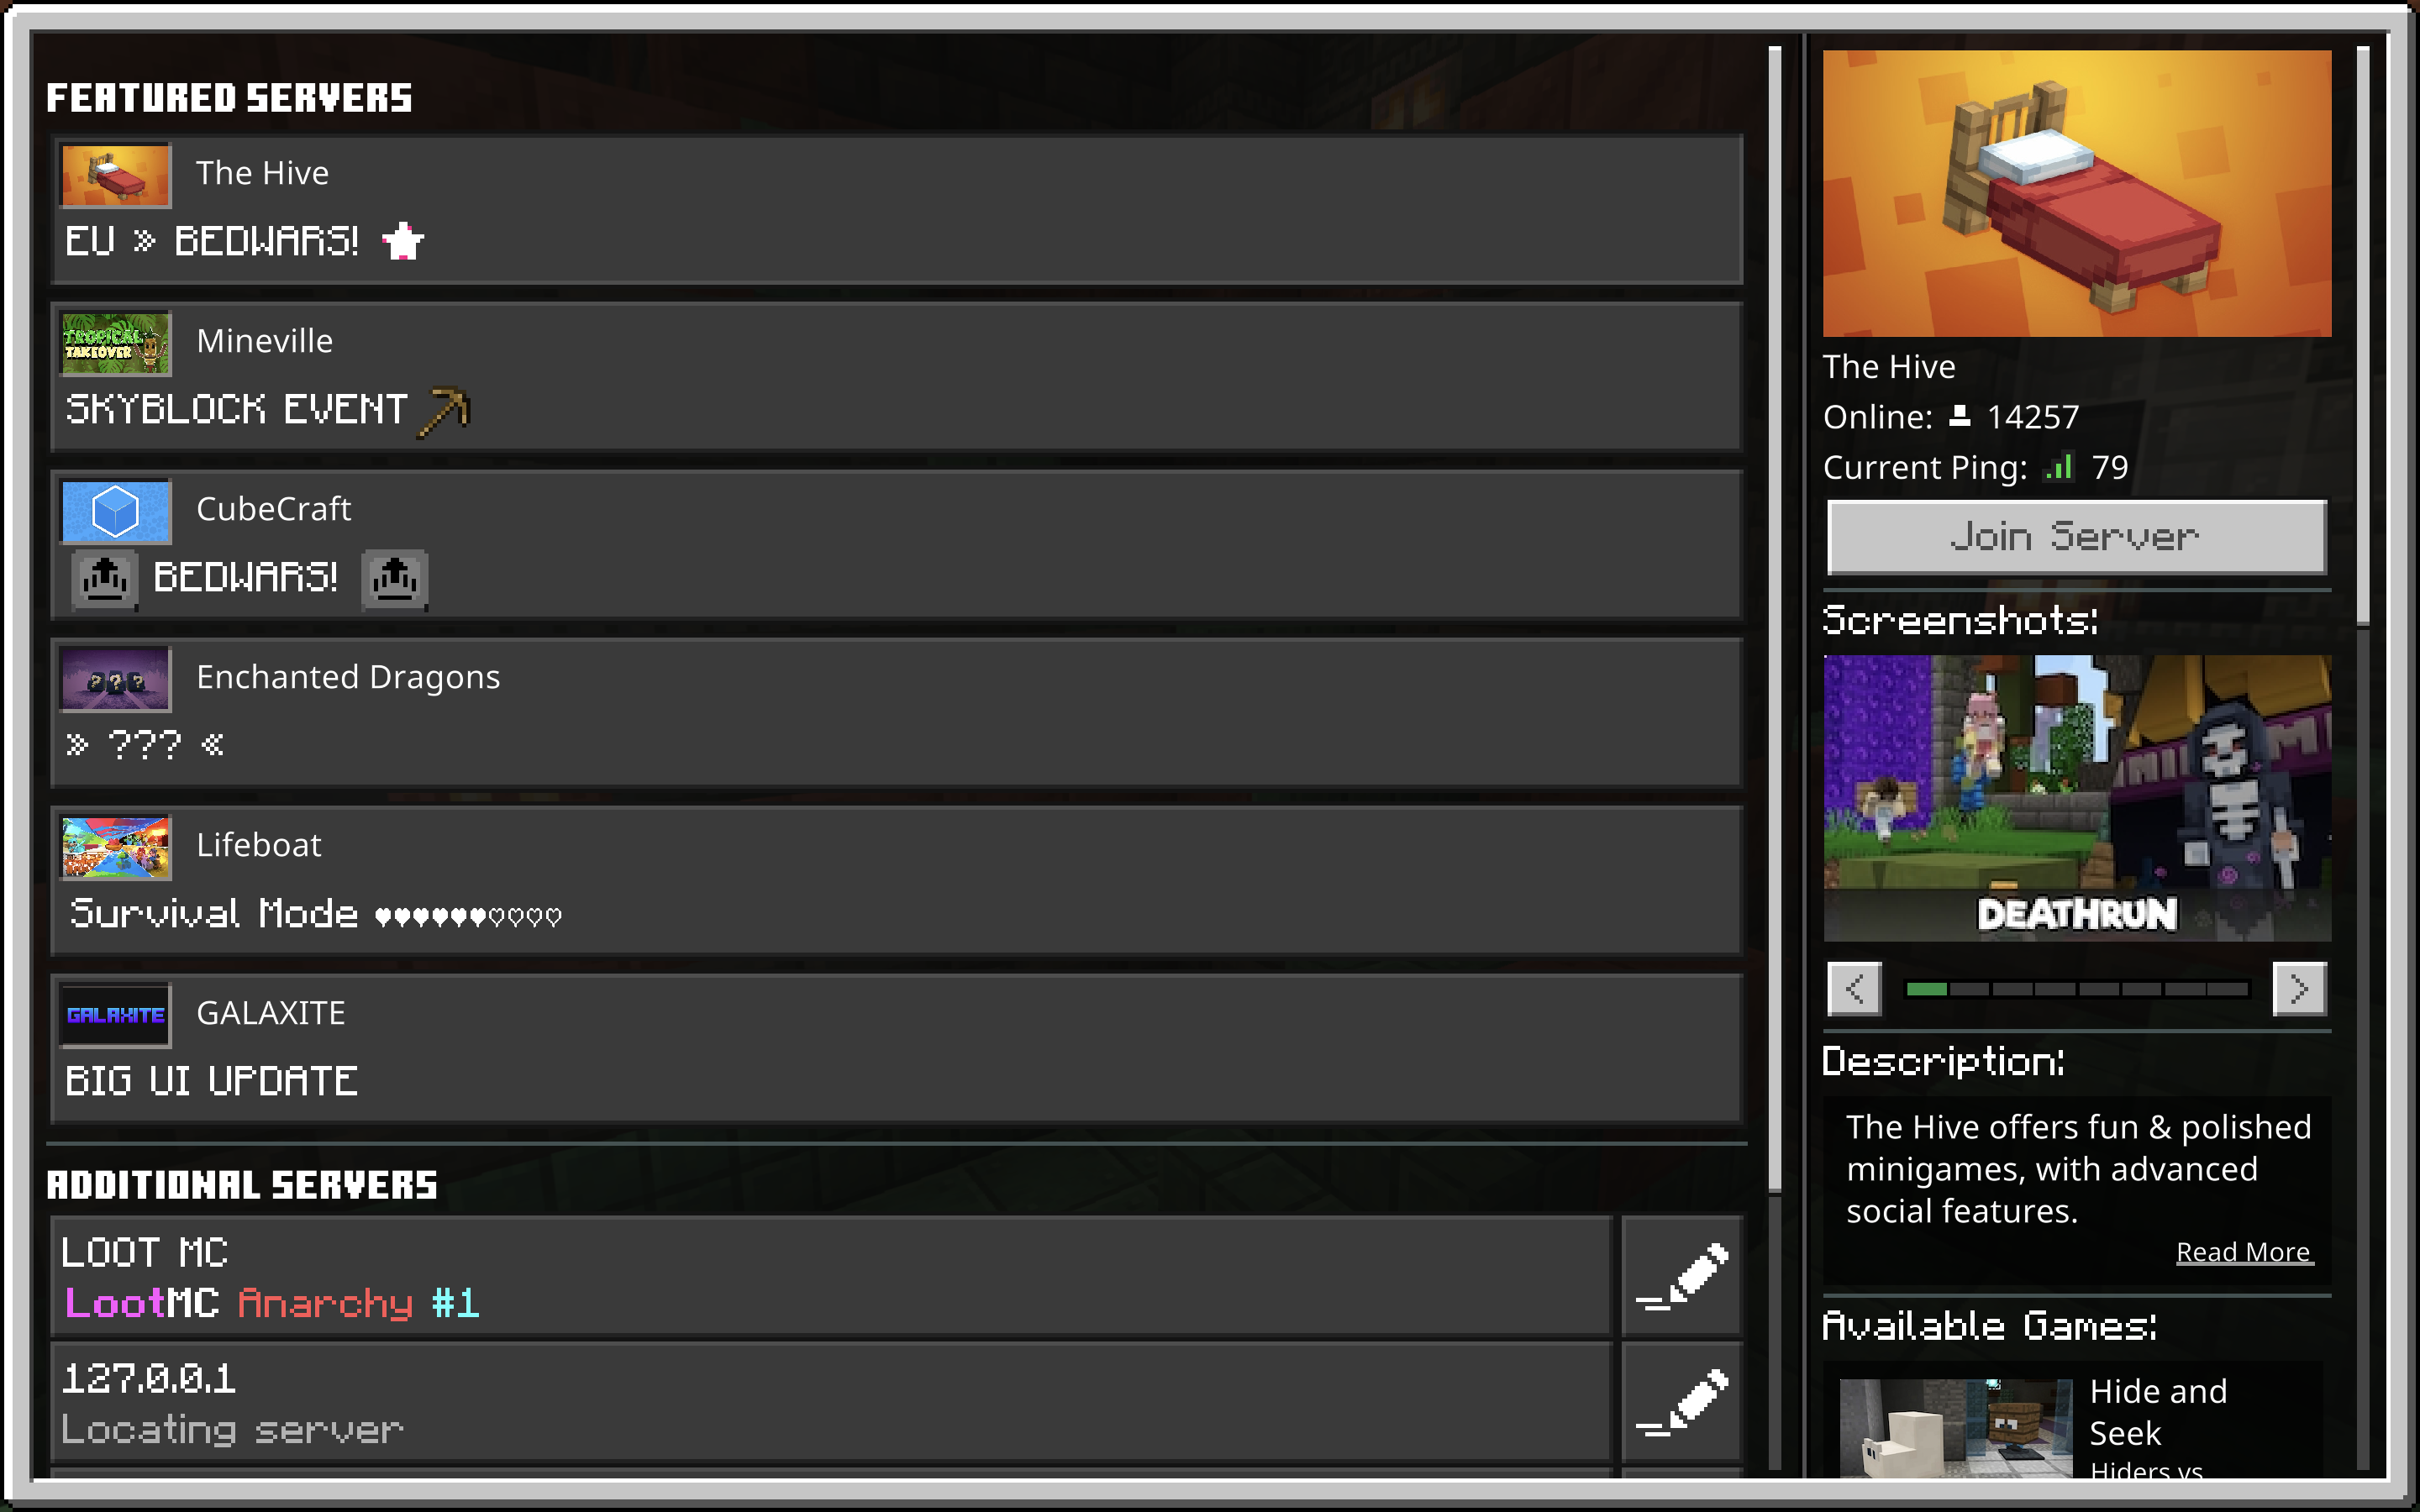 FEATURED SERVERS
The Hive
EU » BEDWARS!
TROPICAL
TAKEOVER
Mineville
SKYBLOCK EVENT
CubeCraft
BEDWARS!
? ? ?
Enchanted Dragons
» ??? «
Lifeboat
Survival Mode ♥♥♥♥♥♥♡♡♡♡
GALAXITE
GALAXITE
BIG UI UPDATE
ADDITIONAL SERVERS
LOOT MC
LootMC Anarchy #1
127.0.0.1
Locating server
The Hive
Online: 14257
Current Ping: 79
Join Server
Screenshots:
DEATHRUN
Description:
The Hive offers fun & polished
minigames, with advanced
social features.
Read More
Available Games:
Hide and
Seek
Hiders vs